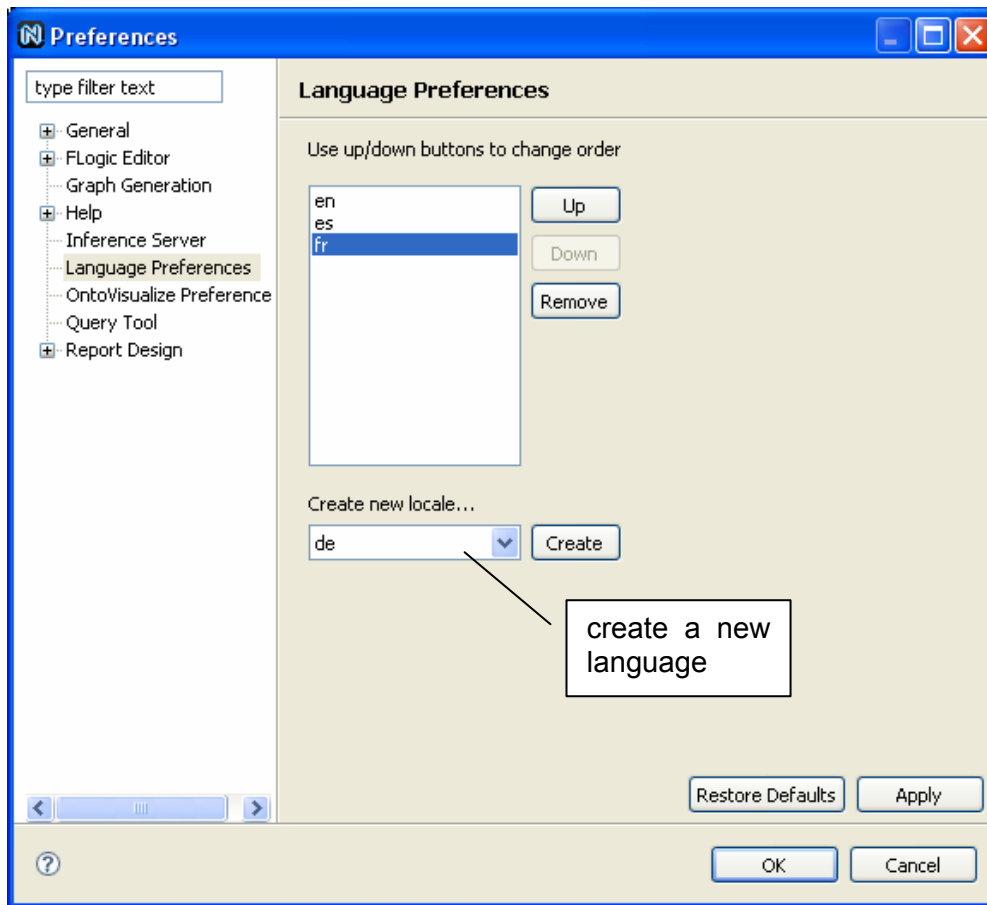 Preferences
type filter text
General
FLogic Editor
Graph Generation
Help
Inference Server
Language Preferences
OntoVisualize Preference
Query Tool
Report Design
Language Preferences
Use up/down buttons to change order
en
es
fr
Up
Down
Remove
Create new locale...
de
Create
create a new
language
Restore Defaults
Apply
OK
Cancel